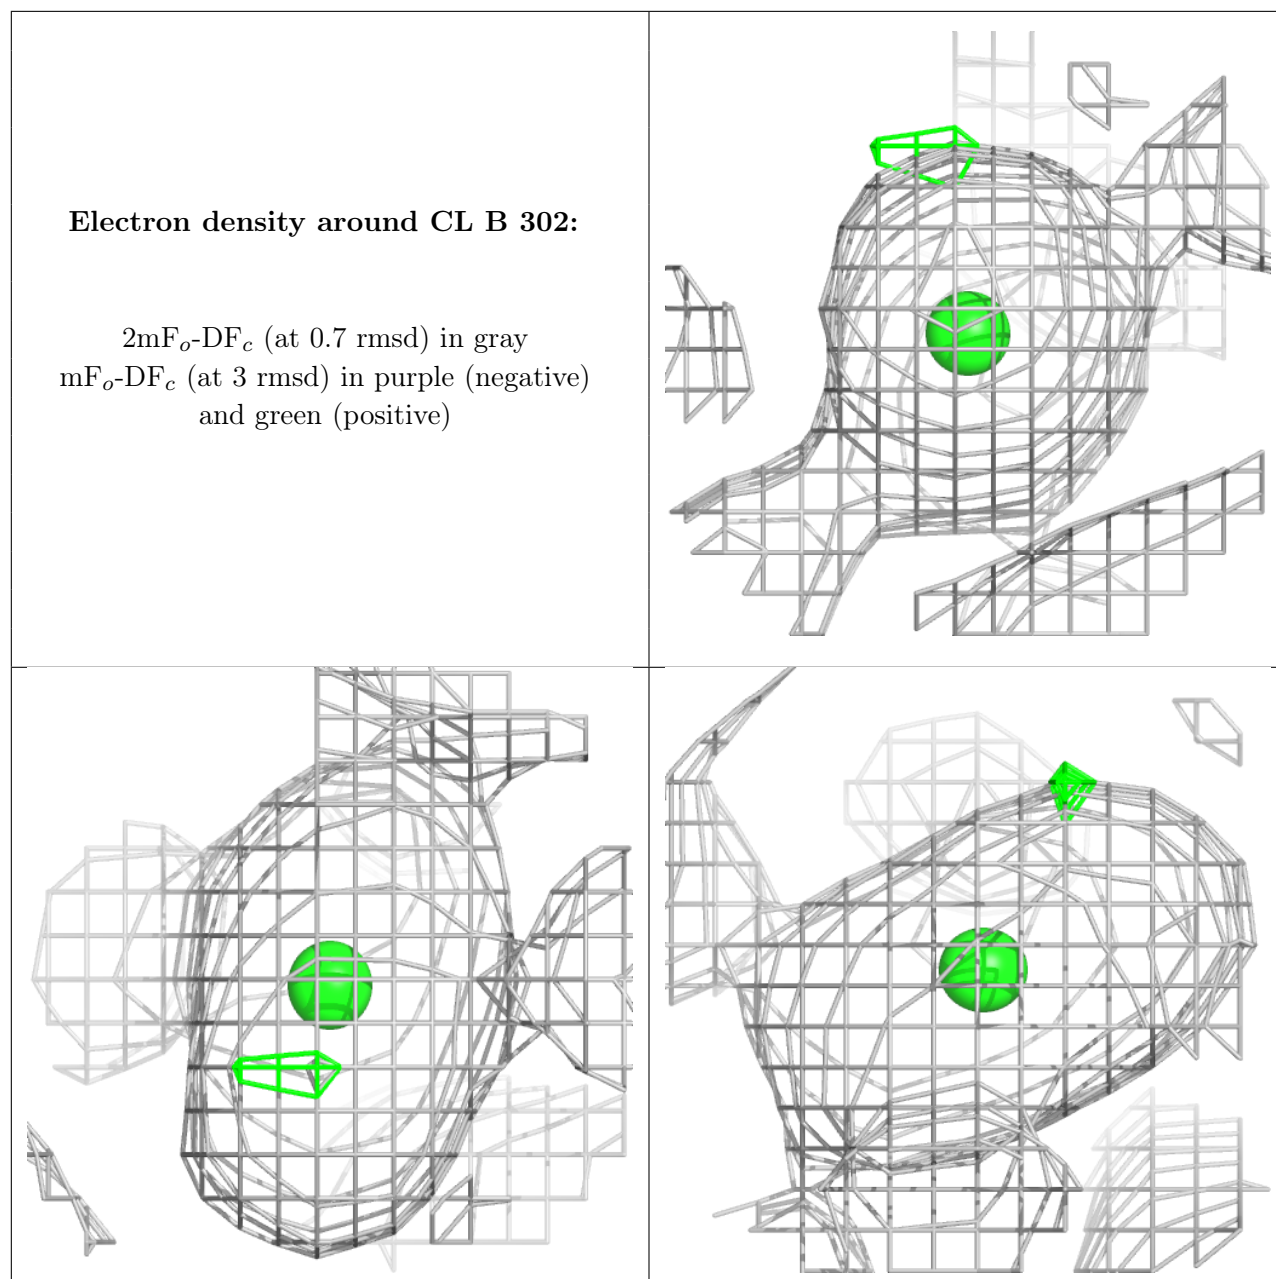 Electron density around CL B 302:
2mFo-DFc (at 0.7 rmsd) in gray
mFo-DFc (at 3 rmsd) in purple (negative)
and green (positive)